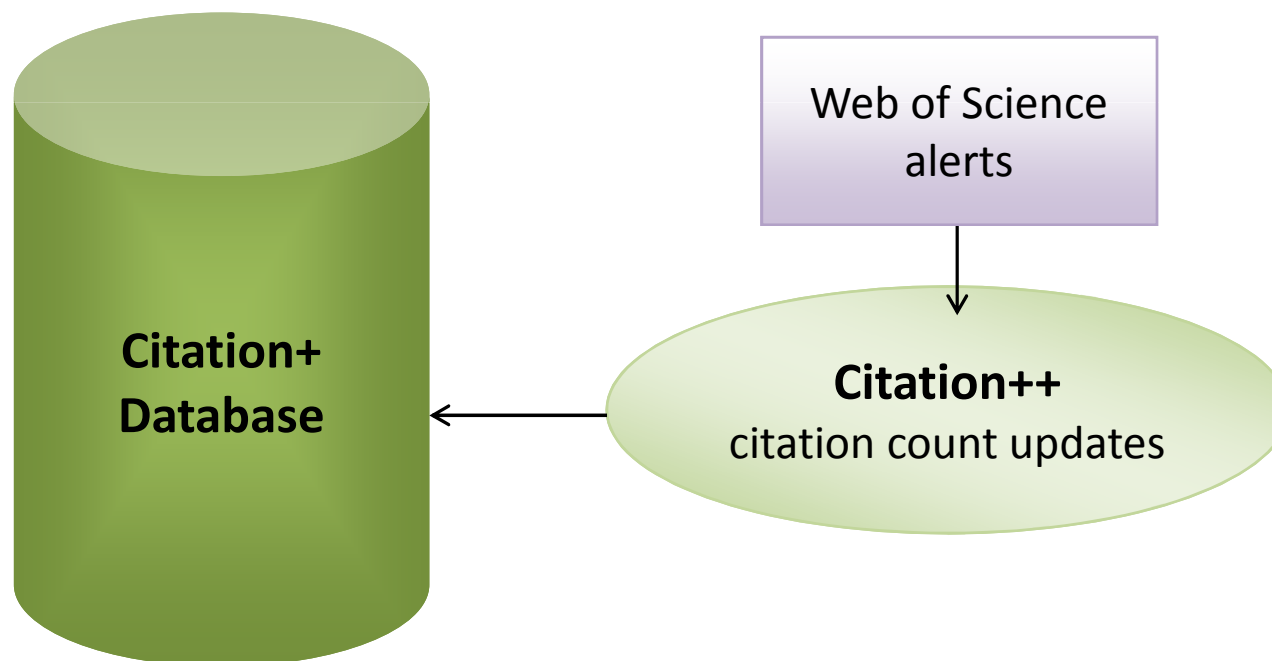 Web of Science
alerts
Citation+
Database
Citation++
citation count updates